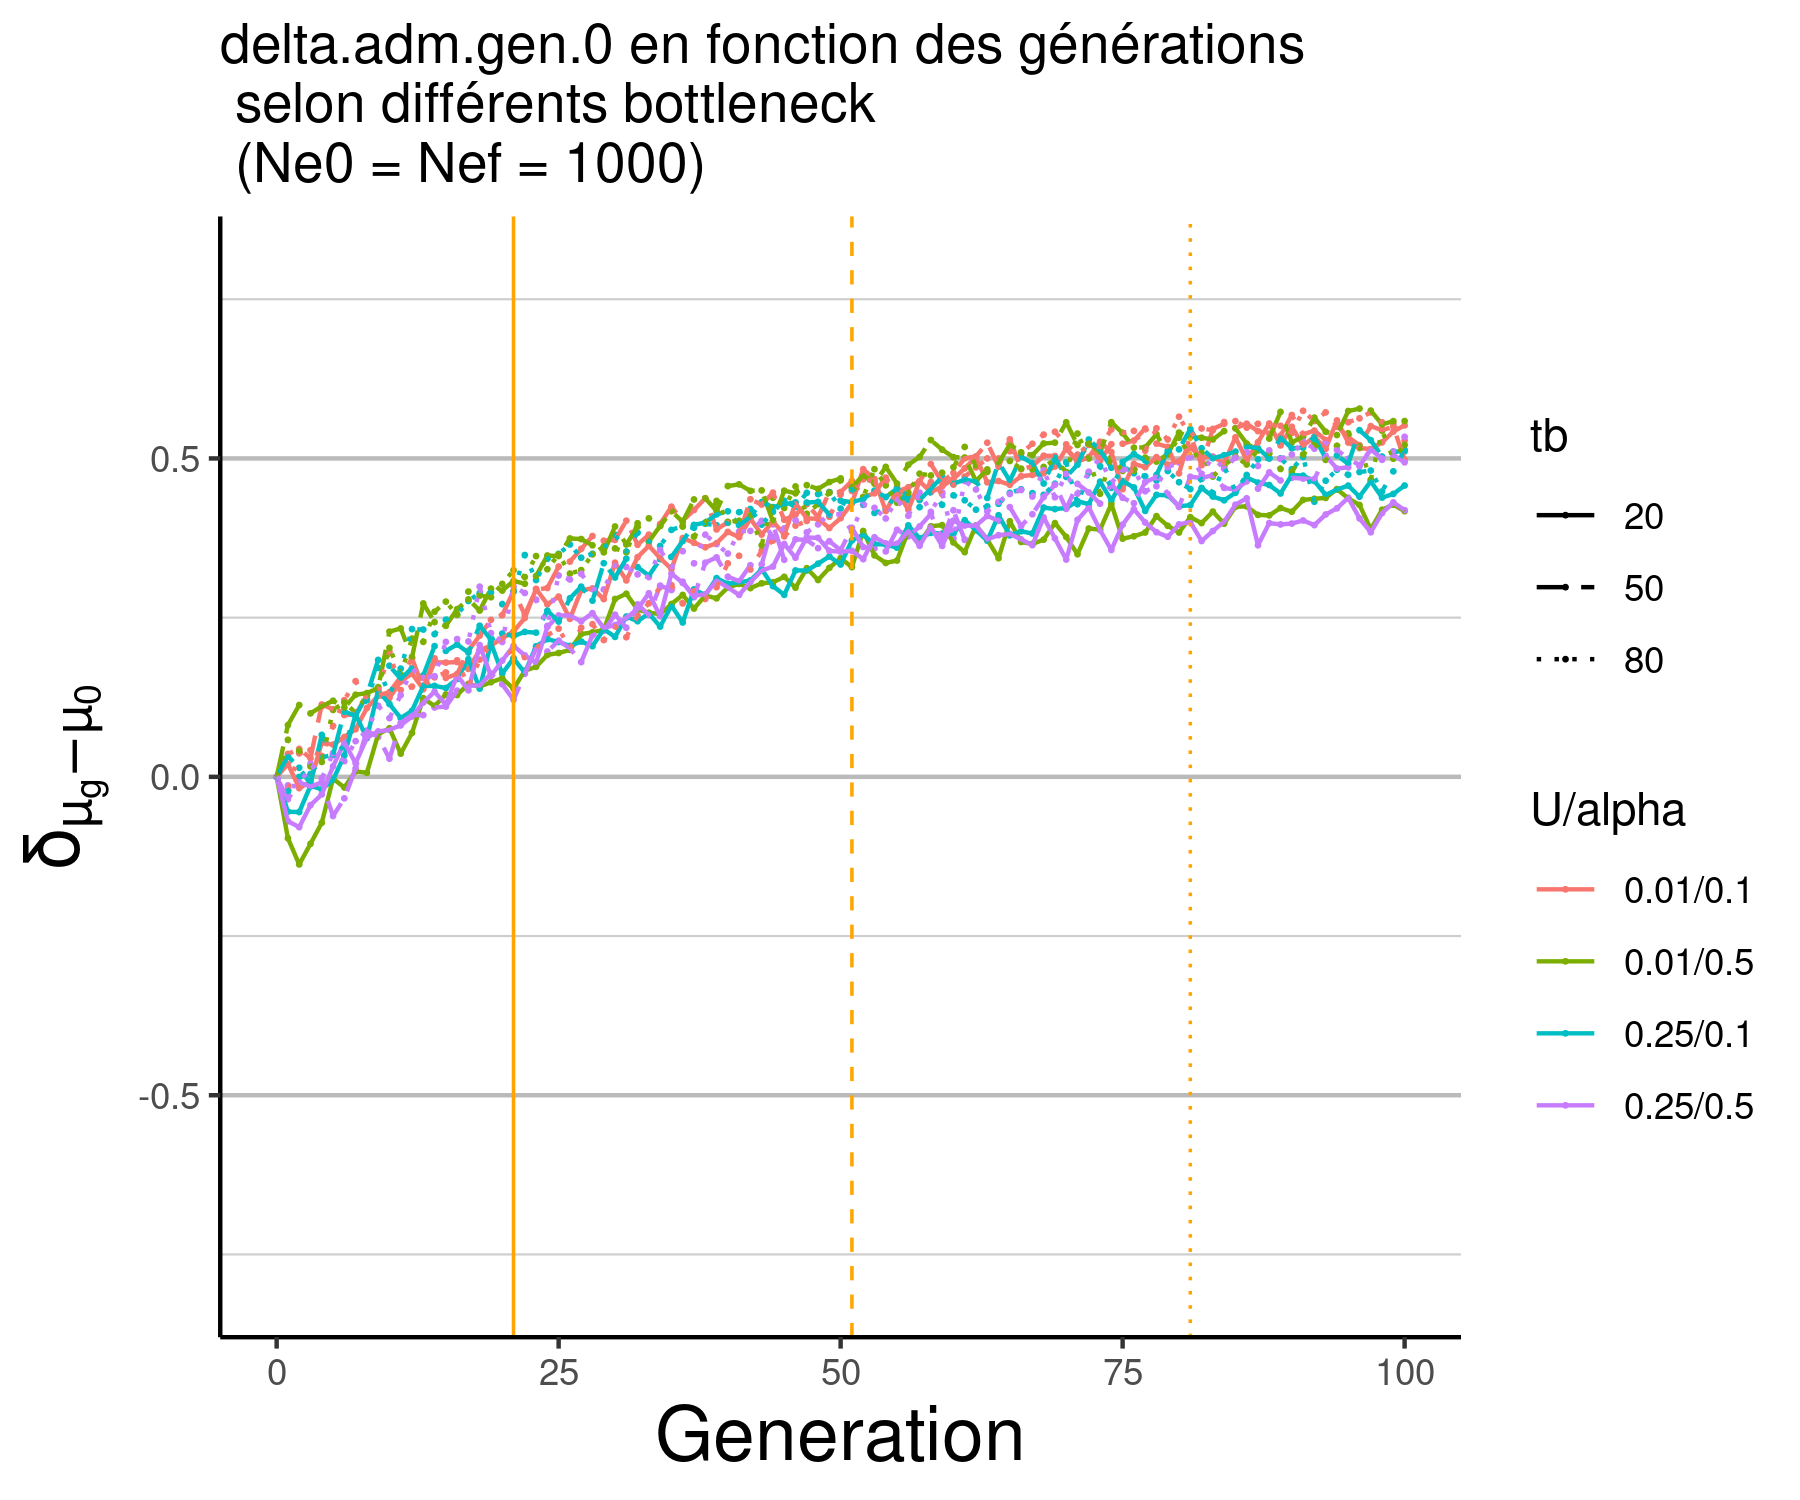 delta.adm.gen.0 en fonction des générations
selon différents bottleneck
(Ne0 = Nef = 1000)
δμg−μ0
0.5
0.0
-0.5
0
25
50
75
100
Generation
tb
20
50
80
U/alpha
0.01/0.1
0.01/0.5
0.25/0.1
0.25/0.5